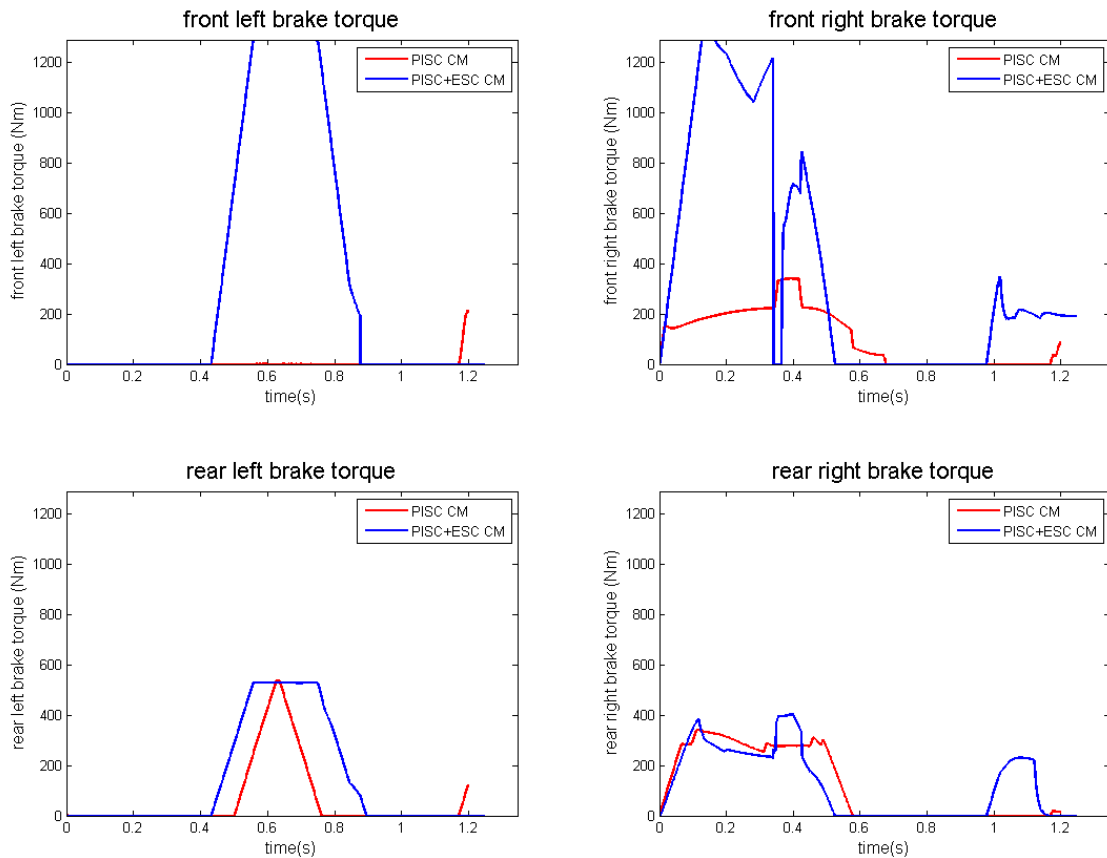 front left brake torque
front left brake torque (Nm)
1200
1000
800
600
400
200
0
0 0.2 0.4 0.6 0.8 1 1.2
time(s)
PISC CM
PISC+ESC CM
front right brake torque
front right brake torque (Nm)
1200
1000
800
600
400
200
0
0 0.2 0.4 0.6 0.8 1 1.2
time(s)
PISC CM
PISC+ESC CM
rear left brake torque
rear left brake torque (Nm)
1200
1000
800
600
400
200
0
0 0.2 0.4 0.6 0.8 1 1.2
time(s)
PISC CM
PISC+ESC CM
rear right brake torque
rear right brake torque (Nm)
1200
1000
800
600
400
200
0
0 0.2 0.4 0.6 0.8 1 1.2
time(s)
PISC CM
PISC+ESC CM